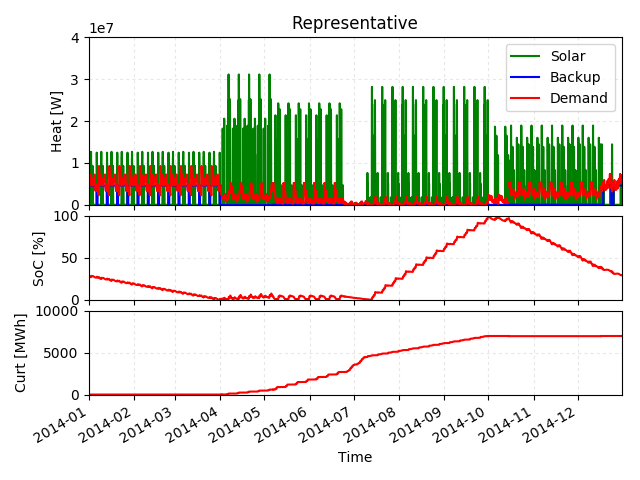 Representative
1e7
4
3
2
1
0
Heat [W]
Solar
Backup
Demand
100
50
0
SoC [%]
10000
5000
0
Curt [MWh]
2014-01
2014-02
2014-03
2014-04
2014-05
2014-06
2014-07
2014-08
2014-09
2014-10
2014-11
2014-12
Time